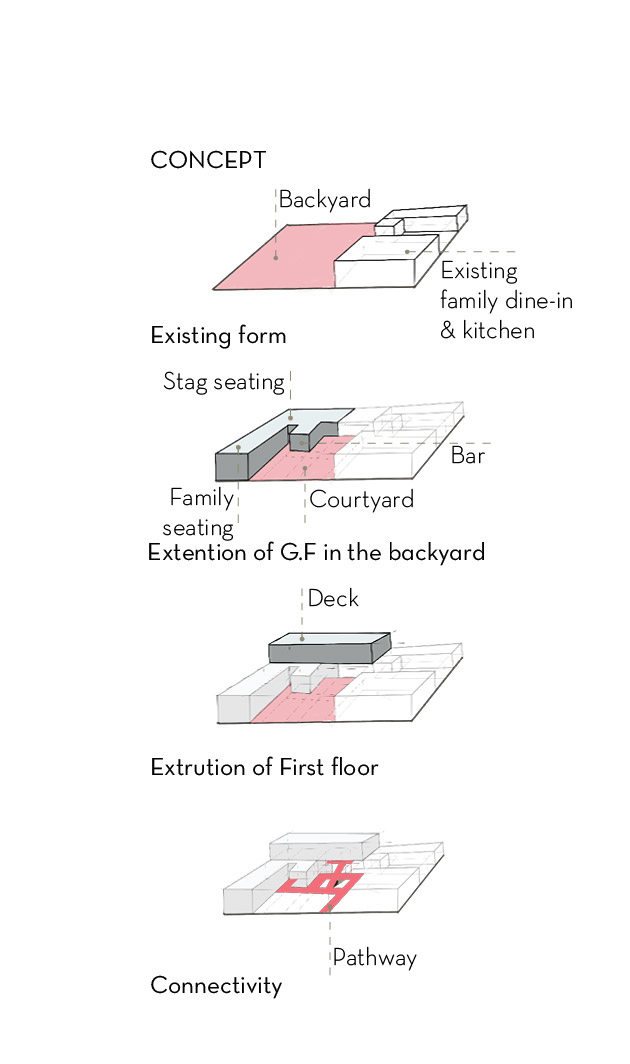 CONCEPT
Backyard
Existing
family dine-in
& kitchen
Existing form
Stag seating
Bar
Family
seating
Courtyard
Extention of G.F in the backyard
Deck
Extrution of First floor
Pathway
Connectivity